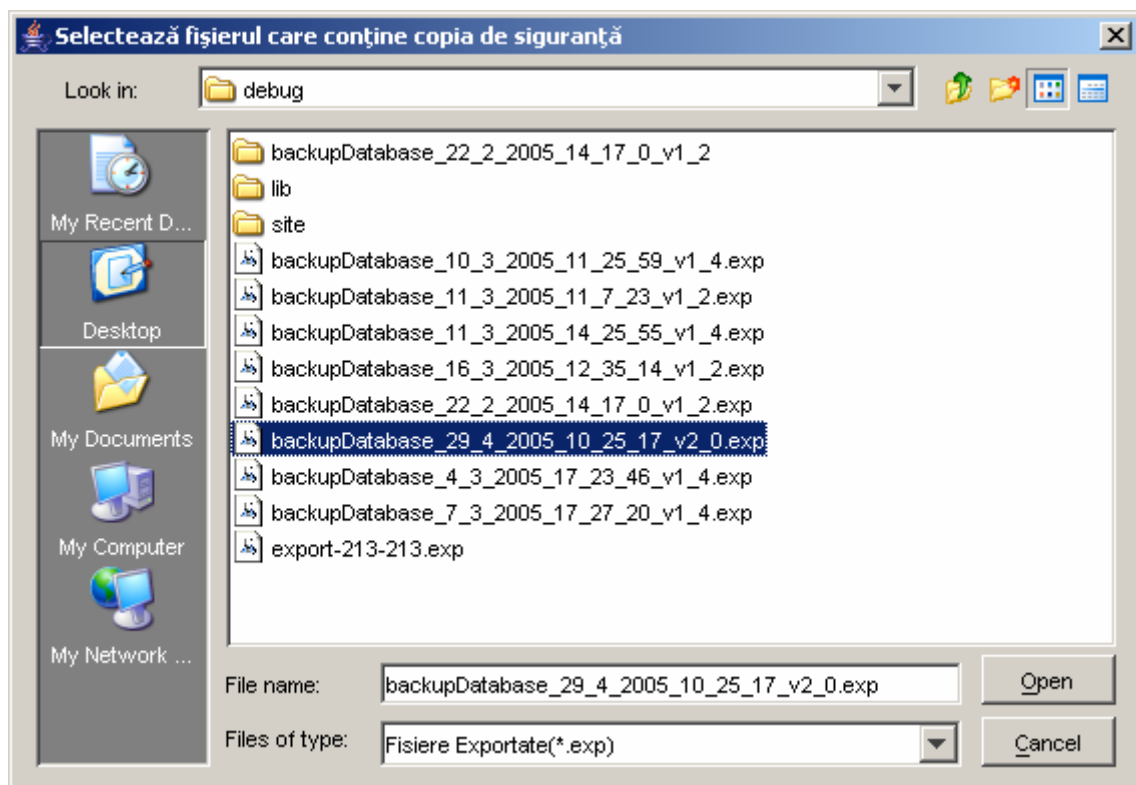 Selectează fişierul care conţine copia de siguranţă
Look in: debug
My Recent D...
Desktop
My Documents
My Computer
My Network ...
backupDatabase_22_2_2005_14_17_0_v1_2
lib
site
backupDatabase_10_3_2005_11_25_59_v1_4.exp
backupDatabase_11_3_2005_11_7_23_v1_2.exp
backupDatabase_11_3_2005_14_25_55_v1_4.exp
backupDatabase_16_3_2005_12_35_14_v1_2.exp
backupDatabase_22_2_2005_14_17_0_v1_2.exp
backupDatabase_29_4_2005_10_25_17_v2_0.exp
backupDatabase_4_3_2005_17_23_46_v1_4.exp
backupDatabase_7_3_2005_17_27_20_v1_4.exp
export-213-213.exp
File name: backupDatabase_29_4_2005_10_25_17_v2_0.exp Open
Files of type: Fisiere Exportate(*.exp) Cancel